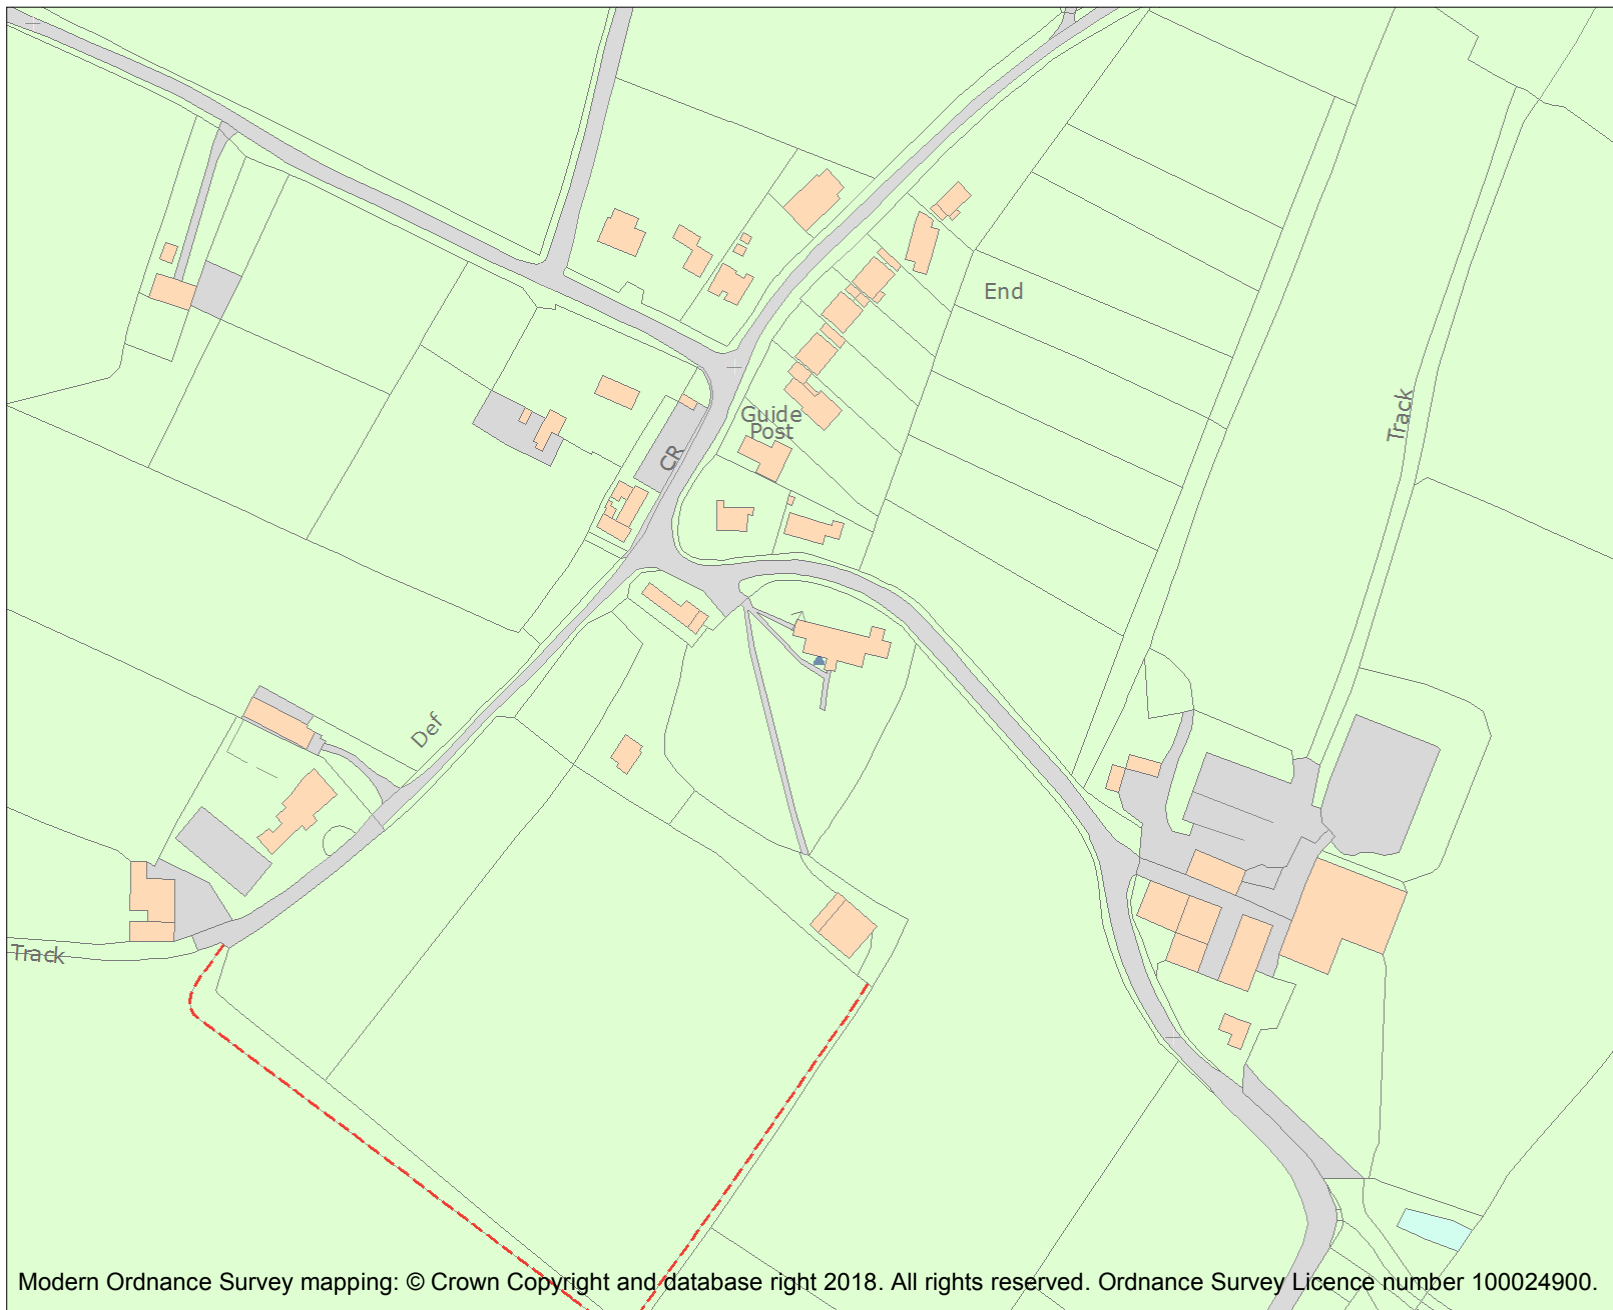 End
Track
Guide
Post
CR
Def
Track
Modern Ordnance Survey mapping: © Crown Copyright and database right 2018. All rights reserved. Ordnance Survey Licence number 100024900.